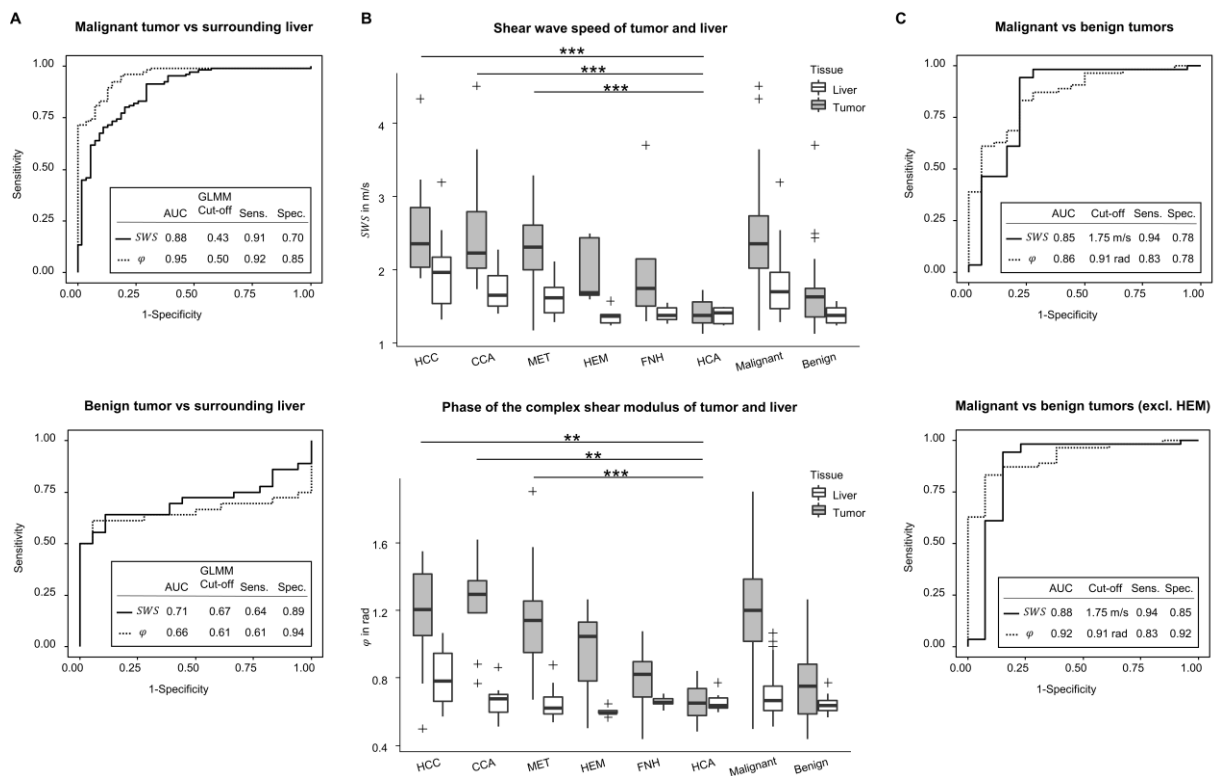 A
Malignant tumor vs surrounding liver
1.00
0.75
0.50
0.25
0.00
Sensitivity
GLMM
AUC Cut-off Sens. Spec.
SWS 0.88 0.43 0.91 0.70
φ 0.95 0.50 0.92 0.85
0.00 0.25 0.50 0.75 1.00
1-Specificity
Benign tumor vs surrounding liver
1.00
0.75
0.50
0.25
0.00
Sensitivity
GLMM
AUC Cut-off Sens. Spec.
SWS 0.71 0.67 0.64 0.89
φ 0.66 0.61 0.61 0.94
0.00 0.25 0.50 0.75 1.00
1-Specificity
B
Shear wave speed of tumor and liver
***
***
***
Tissue
Liver
Tumor
4
3
2
1
SWS in m/s
HCC CCA MET HEM FNH HCA Malignant Benign
Phase of the complex shear modulus of tumor and liver
**
**
***
Tissue
Liver
Tumor
1.6
1.2
0.8
0.4
φ in rad
HCC CCA MET HEM FNH HCA Malignant Benign
C
Malignant vs benign tumors
1.00
0.75
0.50
0.25
0.00
Sensitivity
AUC Cut-off Sens. Spec.
SWS 0.85 1.75 m/s 0.94 0.78
φ 0.86 0.91 rad 0.83 0.78
0.00 0.25 0.50 0.75 1.00
1-Specificity
Malignant vs benign tumors (excl. HEM)
1.00
0.75
0.50
0.25
0.00
Sensitivity
AUC Cut-off Sens. Spec.
SWS 0.88 1.75 m/s 0.94 0.85
φ 0.92 0.91 rad 0.83 0.92
0.00 0.25 0.50 0.75 1.00
1-Specificity